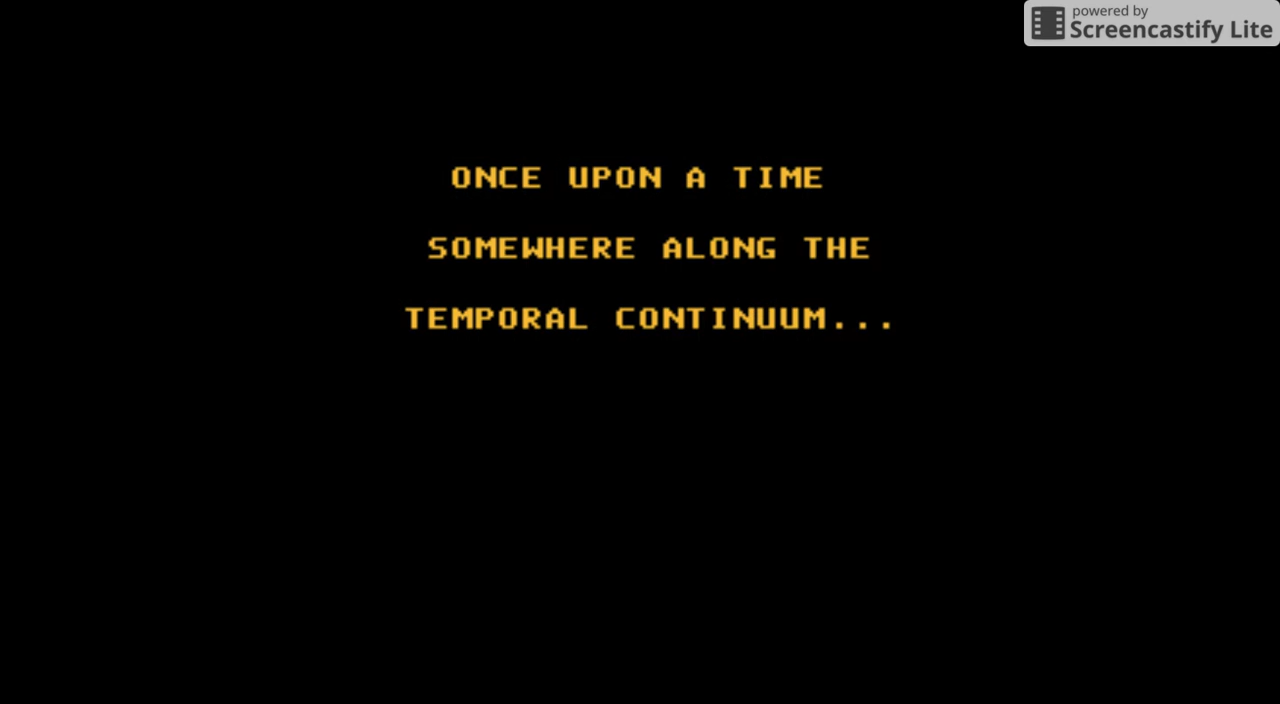 powered by
Screencastify Lite
ONCE UPON A TIME
SOMEWHERE ALONG THE
TEMPORAL CONTINUUM...